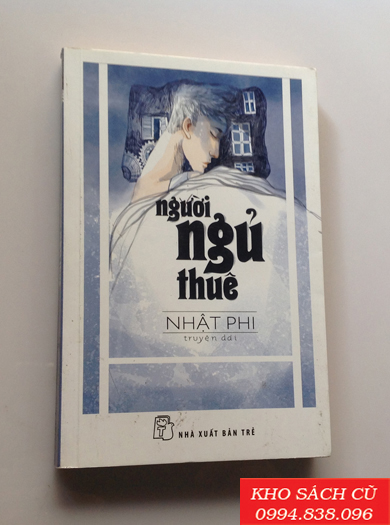 người
ngủ
thuê
NHẬT PHI
truyện dài
NHÀ XUẤT BẢN TRẺ
KHO SÁCH CŨ
0994.838.096